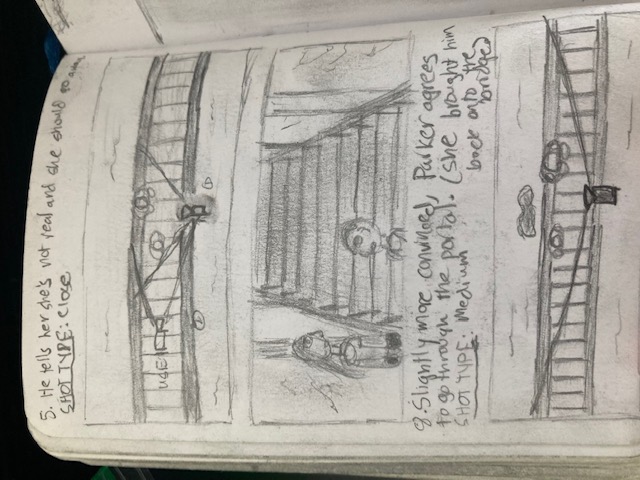 5. He tells her she's not real and she should go away
SHOT TYPE: Close
USE
①
8. Slightly more convinced, Parker agrees
to go through the portal. (she brought him
back onto the
bridge)
SHOT TYPE: Medium